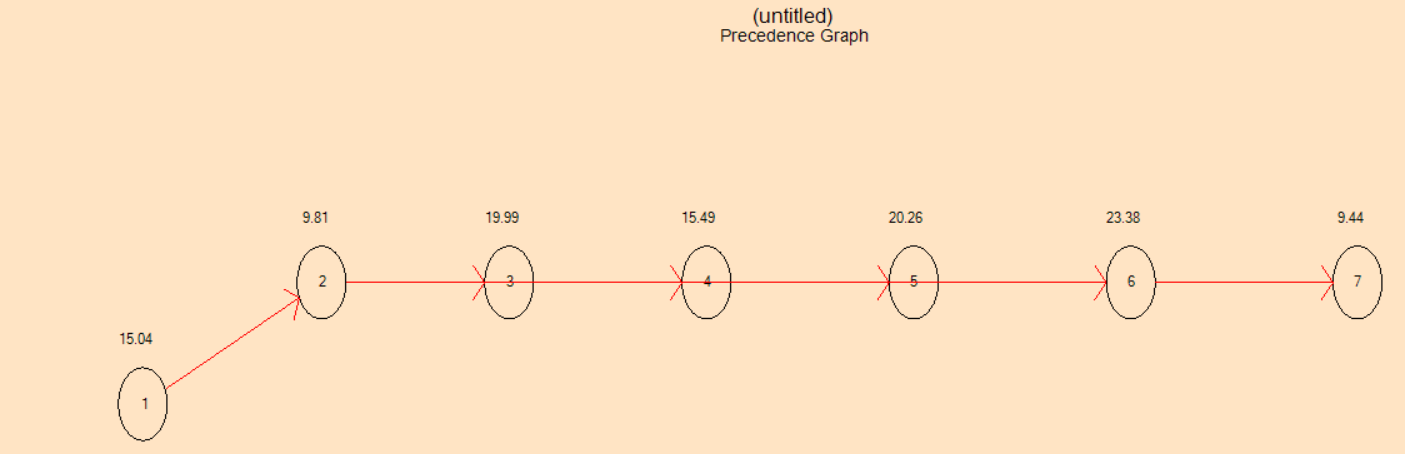 (untitled)
Precedence Graph
9.81 19.99 15.49 20.26 23.38 9.44
2 3 4 5 6 7
15.04
1